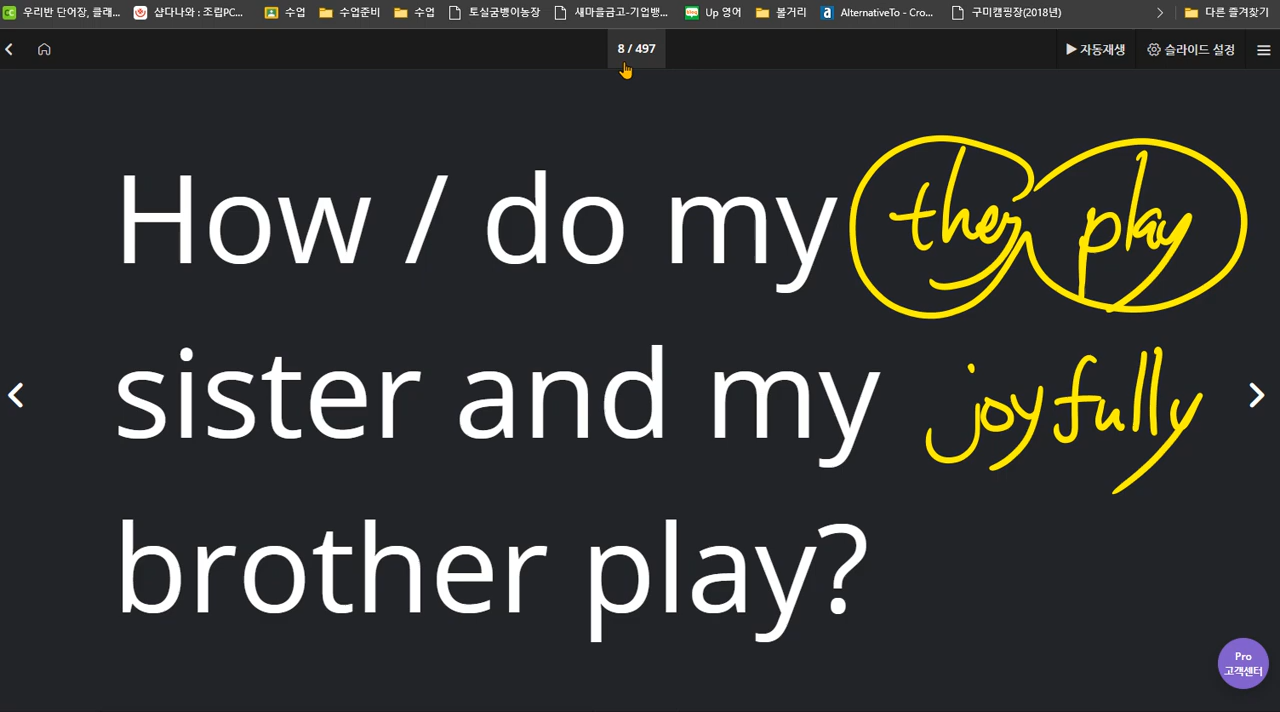 우리반 단어장, 클래... 샵다나와 : 조립PC... 수업 수업준비 수업 토실굼벵이농장 새마을금고-기업뱅... Up 영어 볼거리 AlternativeTo - Cro... 구미캠핑장(2018년) 다른 즐겨찾기
8 / 497 자동재생 슬라이드 설정
How / do my they play
sister and my joyfully
brother play?
Pro
고객센터